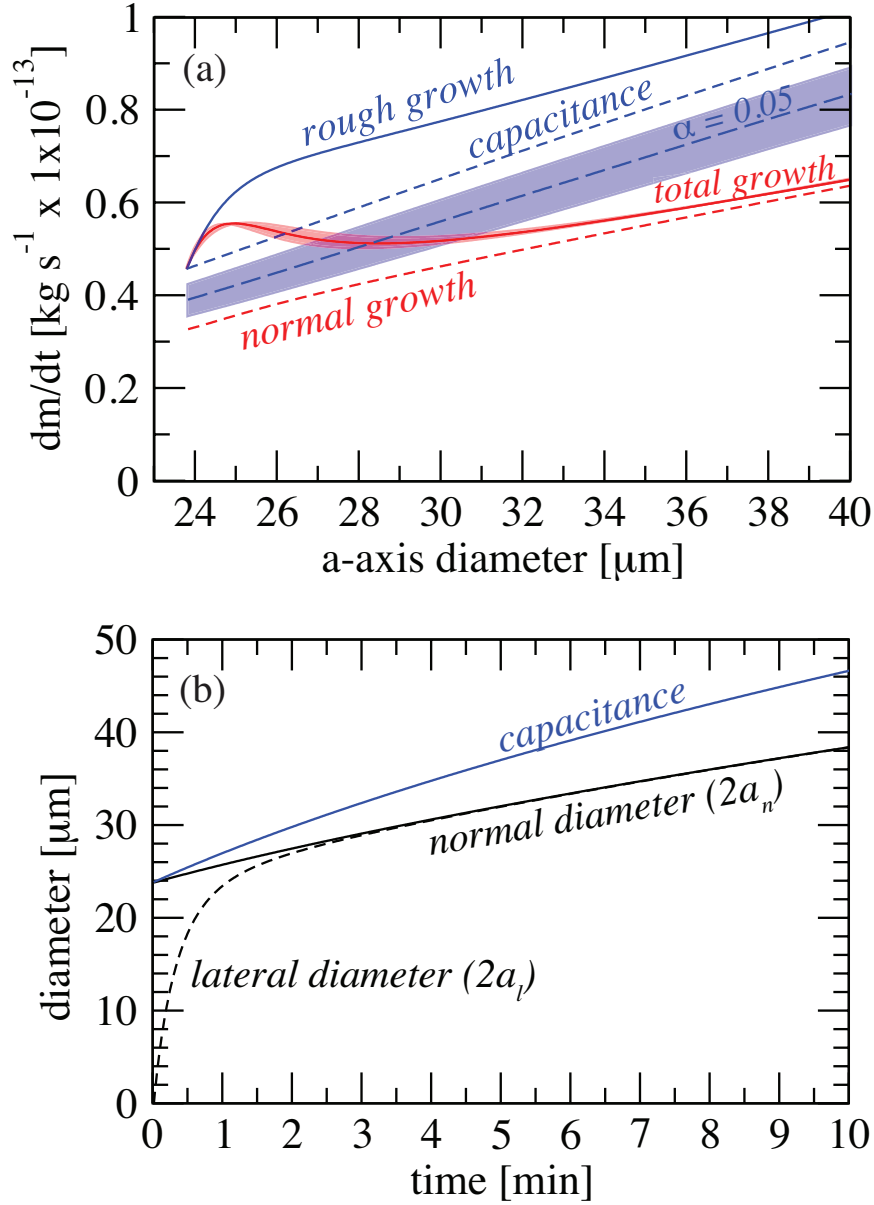 (a)
1
0.8
0.6
0.4
0.2
0
dm/dt [kg s⁻¹ x 1x10⁻¹³]
rough growth
capacitance
α = 0.05
total growth
normal growth
24 26 28 30 32 34 36 38 40
a-axis diameter [μm]
(b)
50
40
30
20
10
0
diameter [μm]
capacitance
normal diameter (2aₙ)
lateral diameter (2aₗ)
0 1 2 3 4 5 6 7 8 9 10
time [min]